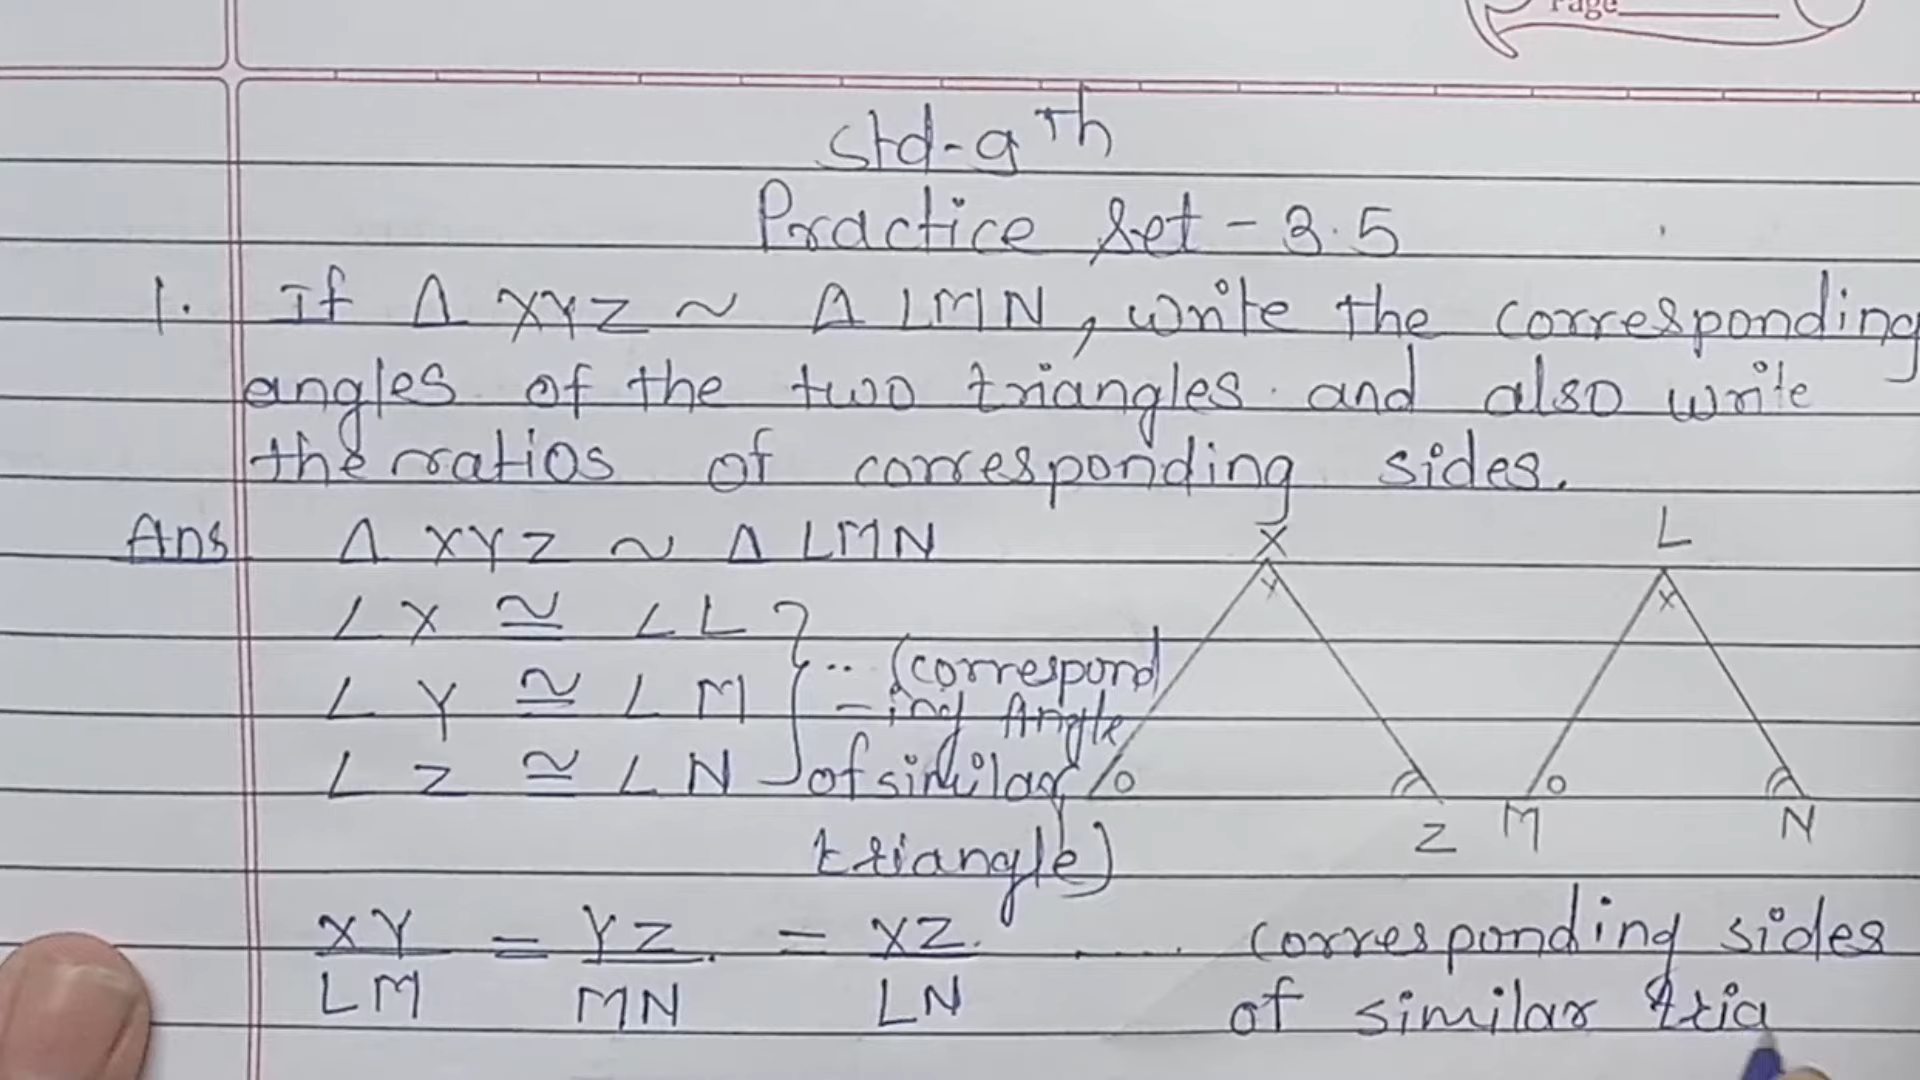 Page
Std-9th
Practice Set - 3.5
1. If Δ XYZ ~ Δ LMN, write the corresponding
angles of the two triangles and also write
the ratios of corresponding sides.
Ans Δ XYZ ~ Δ LMN
∠ X ≅ ∠ L
∠ Y ≅ ∠ M
∠ Z ≅ ∠ N
.. (correspond
-ing Angle
of similar
triangle)
X
L
x
x
Z
M
N
XY/LM = YZ/MN = XZ/LN ..... corresponding sides
of similar tria